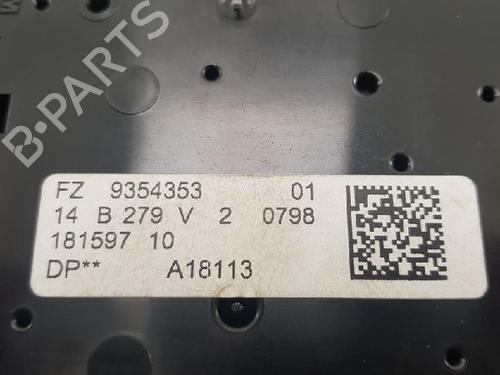 M
B-PARTS
FZ 9354353 01
14 B 279 V 2 0798
181597 10
DP** A18113